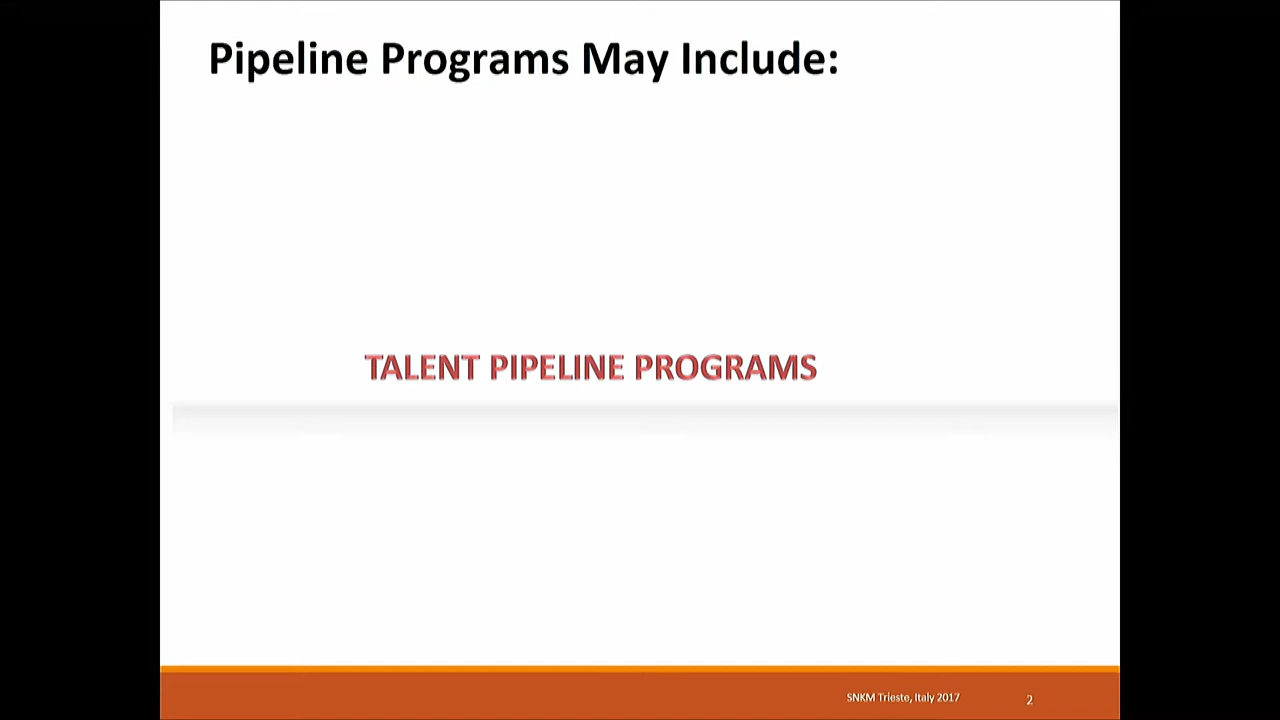 Pipeline Programs May Include:
TALENT PIPELINE PROGRAMS
SNKM Trieste, Italy 2017
2